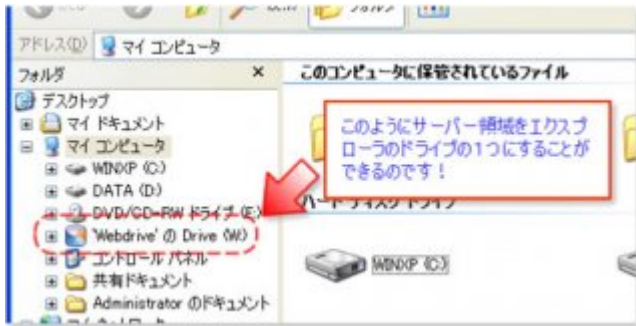 フォルダ
アドレス(D) マイ コンピュータ
フォルダ ×
このコンピュータに保管されているファイル
デスクトップ
マイ ドキュメント
マイ コンピュータ
WINXP (C:)
DATA (D:)
DVD/CD-RW ドライブ (E:)
'Webdrive' の Drive (W:)
コントロール パネル
共有ドキュメント
Administrator のドキュメント
このようにサーバー領域をエクスプ
ローラのドライブの1つにすることが
できるのです!
ハード ディスク ドライブ
WINXP (C:)